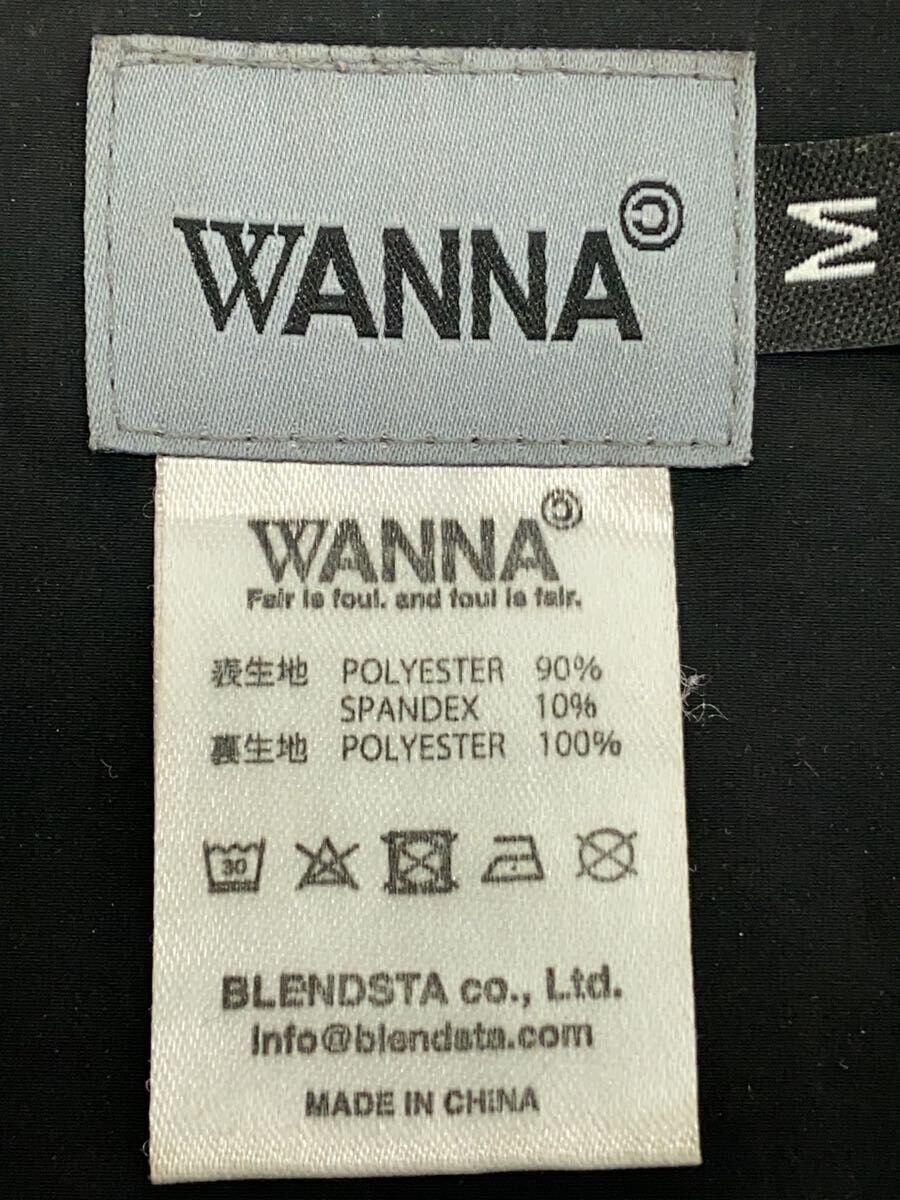 WANNA
M
WANNA
Fair is foul. and foul is fair.
表生地 POLYESTER 90%
SPANDEX 10%
裏生地 POLYESTER 100%
30
BLENDSTA co., Ltd.
Info@blendsta.com
MADE IN CHINA